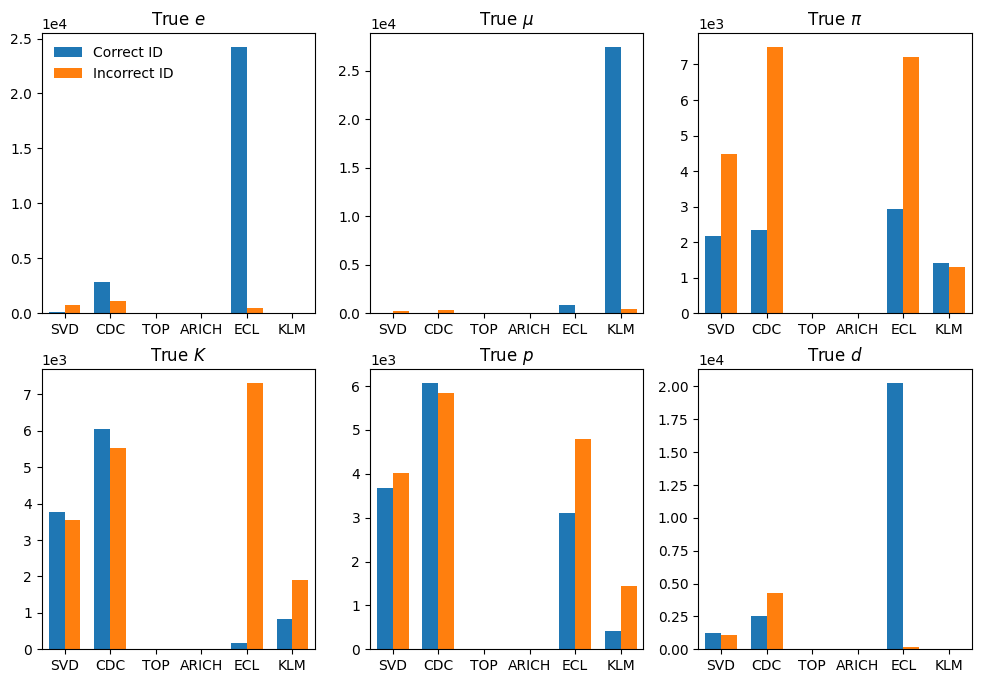 True e
True μ
True π
1e4
1e4
1e3
Correct ID
Incorrect ID
2.5
2.0
1.5
1.0
0.5
0.0
2.5
2.0
1.5
1.0
0.5
0.0
7
6
5
4
3
2
1
0
SVD CDC TOP ARICH ECL KLM
SVD CDC TOP ARICH ECL KLM
SVD CDC TOP ARICH ECL KLM
True K
True p
True d
1e3
1e3
1e4
7
6
5
4
3
2
1
0
6
5
4
3
2
1
0
2.00
1.75
1.50
1.25
1.00
0.75
0.50
0.25
0.00
SVD CDC TOP ARICH ECL KLM
SVD CDC TOP ARICH ECL KLM
SVD CDC TOP ARICH ECL KLM